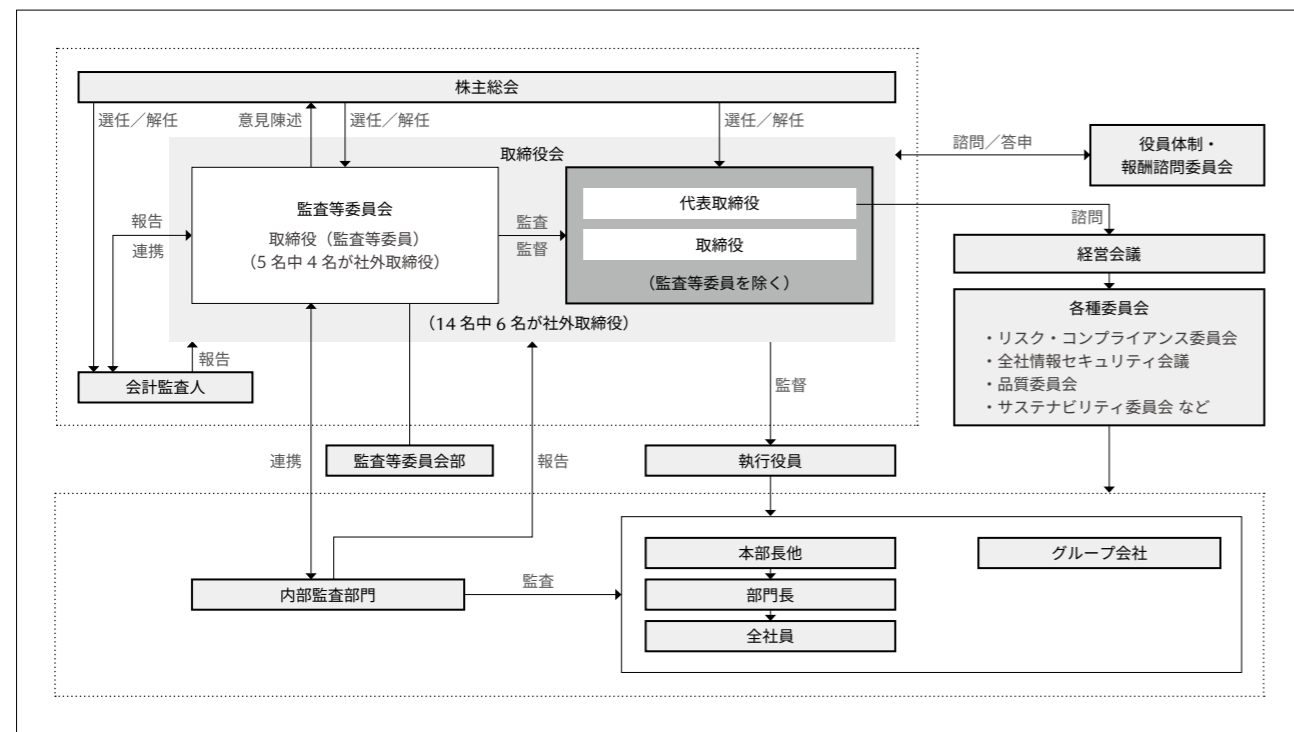 株主総会
選任／解任
意見陳述
選任／解任
選任／解任
取締役会
諮問／答申
役員体制・
報酬諮問委員会
監査等委員会
取締役（監査等委員）
（5名中4名が社外取締役）
報告
連携
監査
監督
代表取締役
取締役
（監査等委員を除く）
諮問
経営会議
（14名中6名が社外取締役）
各種委員会
・リスク・コンプライアンス委員会
・全社情報セキュリティ会議
・品質委員会
・サステナビリティ委員会 など
報告
会計監査人
監督
連携
監査等委員会部
報告
執行役員
本部長他
グループ会社
内部監査部門
監査
部門長
全社員